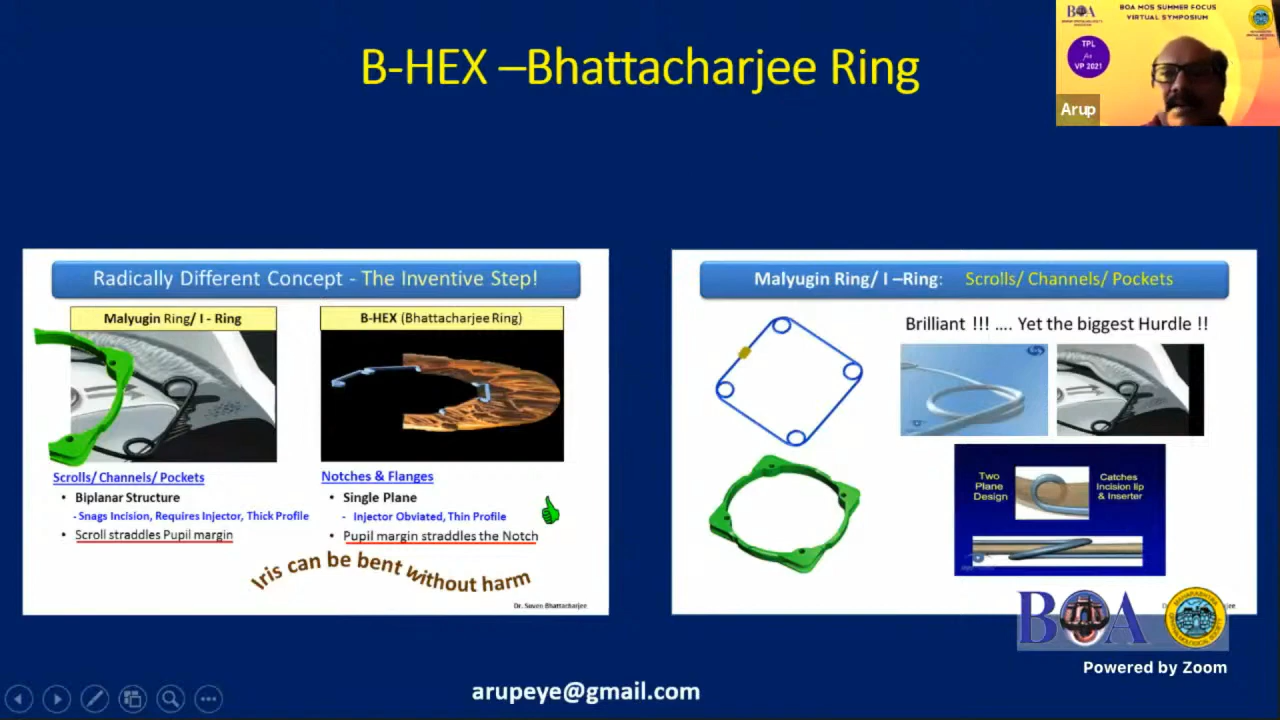 B-HEX –Bhattacharjee Ring
BOA
BOA MOS SUMMER FOCUS
VIRTUAL SYMPOSIUM
TPL
VP 2021
Arup
Radically Different Concept - The Inventive Step!
Malyugin Ring/ I - Ring
B-HEX (Bhattacharjee Ring)
Scrolls/ Channels/ Pockets
• Biplanar Structure
- Snags Incision, Requires Injector, Thick Profile
• Scroll straddles Pupil margin
Notches & Flanges
• Single Plane
- Injector Obviated, Thin Profile
• Pupil margin straddles the Notch
Iris can be bent without harm
Dr. Suven Bhattacharjee
Malyugin Ring/ I –Ring: Scrolls/ Channels/ Pockets
Brilliant !!! .... Yet the biggest Hurdle !!
Two
Plane
Design
Catches
Incision lip
& Inserter
BOA
Powered by Zoom
arupeye@gmail.com